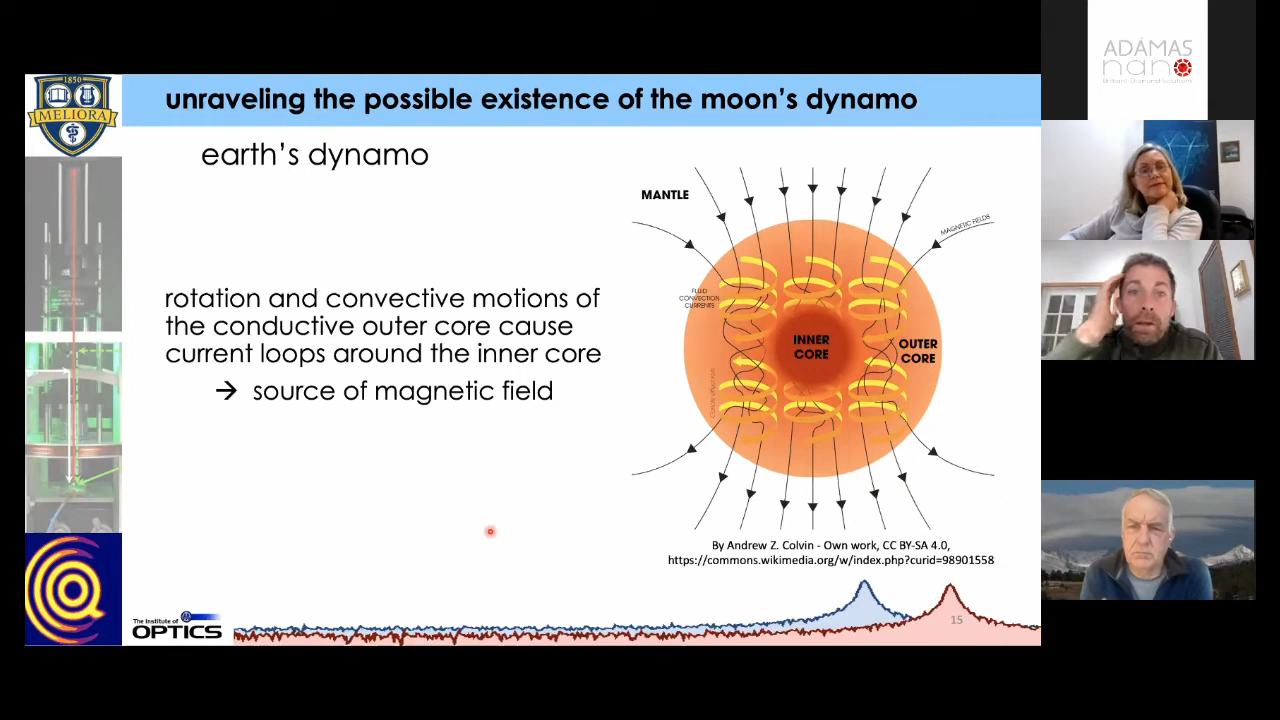 1850
MELIORA
unraveling the possible existence of the moon's dynamo
earth's dynamo
rotation and convective motions of
the conductive outer core cause
current loops around the inner core
→ source of magnetic field
MANTLE
MAGNETIC FIELDS
FLUID
CONVECTION
CURRENTS
INNER
CORE
OUTER
CORE
By Andrew Z. Colvin - Own work, CC BY-SA 4.0,
https://commons.wikimedia.org/w/index.php?curid=98901558
The Institute of
OPTICS
15
ADÁMAS
nano
Brilliant Diamond Solutions